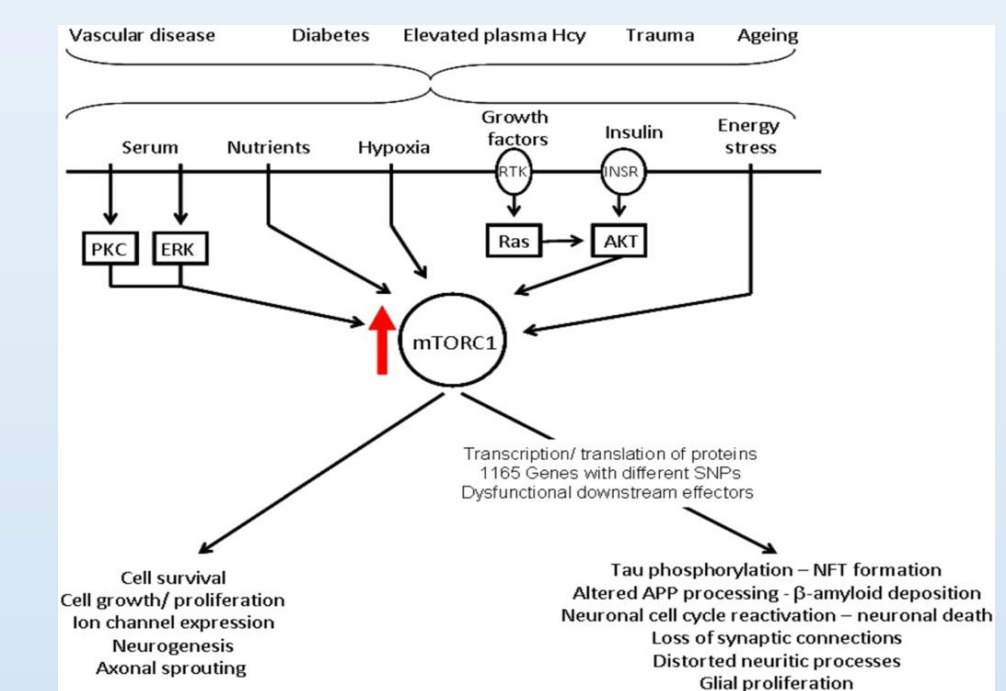 Vascular disease Diabetes Elevated plasma Hcy Trauma Ageing
Serum Nutrients Hypoxia Growth factors Insulin Energy stress
RTK INSR
PKC ERK Ras AKT
mTORC1
Transcription/ translation of proteins
1165 Genes with different SNPs
Dysfunctional downstream effectors
Cell survival
Cell growth/ proliferation
Ion channel expression
Neurogenesis
Axonal sprouting
Tau phosphorylation – NFT formation
Altered APP processing - β-amyloid deposition
Neuronal cell cycle reactivation – neuronal death
Loss of synaptic connections
Distorted neuritic processes
Glial proliferation